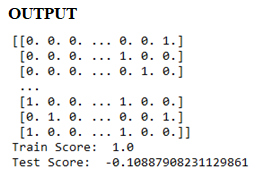 OUTPUT
[[0. 0. 0. ... 0. 0. 1.]
[0. 0. 0. ... 1. 0. 0.]
[0. 0. 0. ... 0. 1. 0.]
...
[1. 0. 0. ... 1. 0. 0.]
[0. 1. 0. ... 0. 0. 1.]
[1. 0. 0. ... 1. 0. 0.]]
Train Score:  1.0
Test Score:  -0.10887908231129861